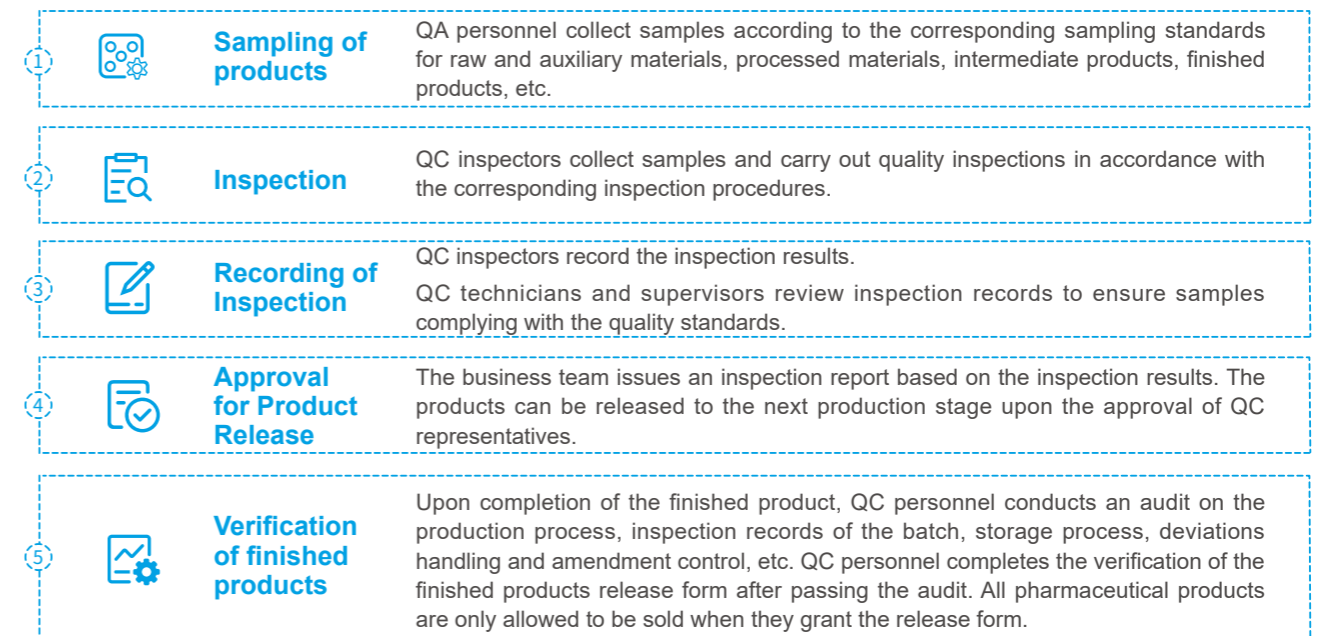 1
Sampling of
products
QA personnel collect samples according to the corresponding sampling standards
for raw and auxiliary materials, processed materials, intermediate products, finished
products, etc.
2
Inspection
QC inspectors collect samples and carry out quality inspections in accordance with
the corresponding inspection procedures.
3
Recording of
Inspection
QC inspectors record the inspection results.
QC technicians and supervisors review inspection records to ensure samples
complying with the quality standards.
4
Approval
for Product
Release
The business team issues an inspection report based on the inspection results. The
products can be released to the next production stage upon the approval of QC
representatives.
5
Verification
of finished
products
Upon completion of the finished product, QC personnel conducts an audit on the
production process, inspection records of the batch, storage process, deviations
handling and amendment control, etc. QC personnel completes the verification of the
finished products release form after passing the audit. All pharmaceutical products
are only allowed to be sold when they grant the release form.